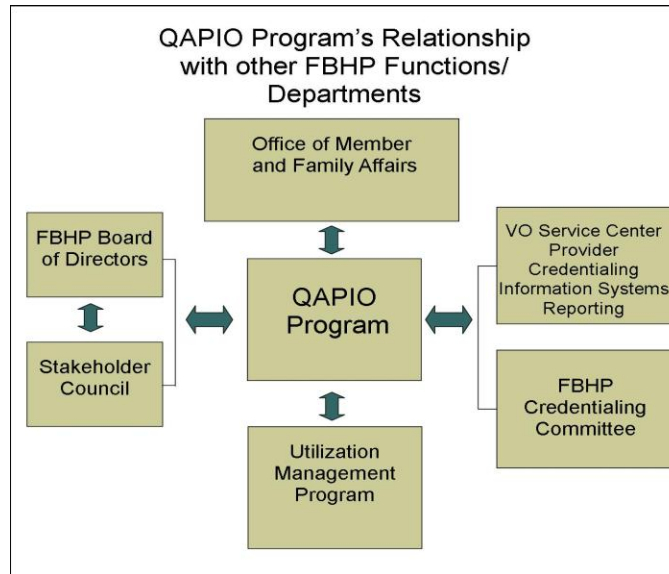 QAPIO Program's Relationship
with other FBHP Functions/
Departments
Office of Member
and Family Affairs
FBHP Board
of Directors
Stakeholder
Council
QAPIO
Program
VO Service Center
Provider
Credentialing
Information Systems
Reporting
FBHP
Credentialing
Committee
Utilization
Management
Program